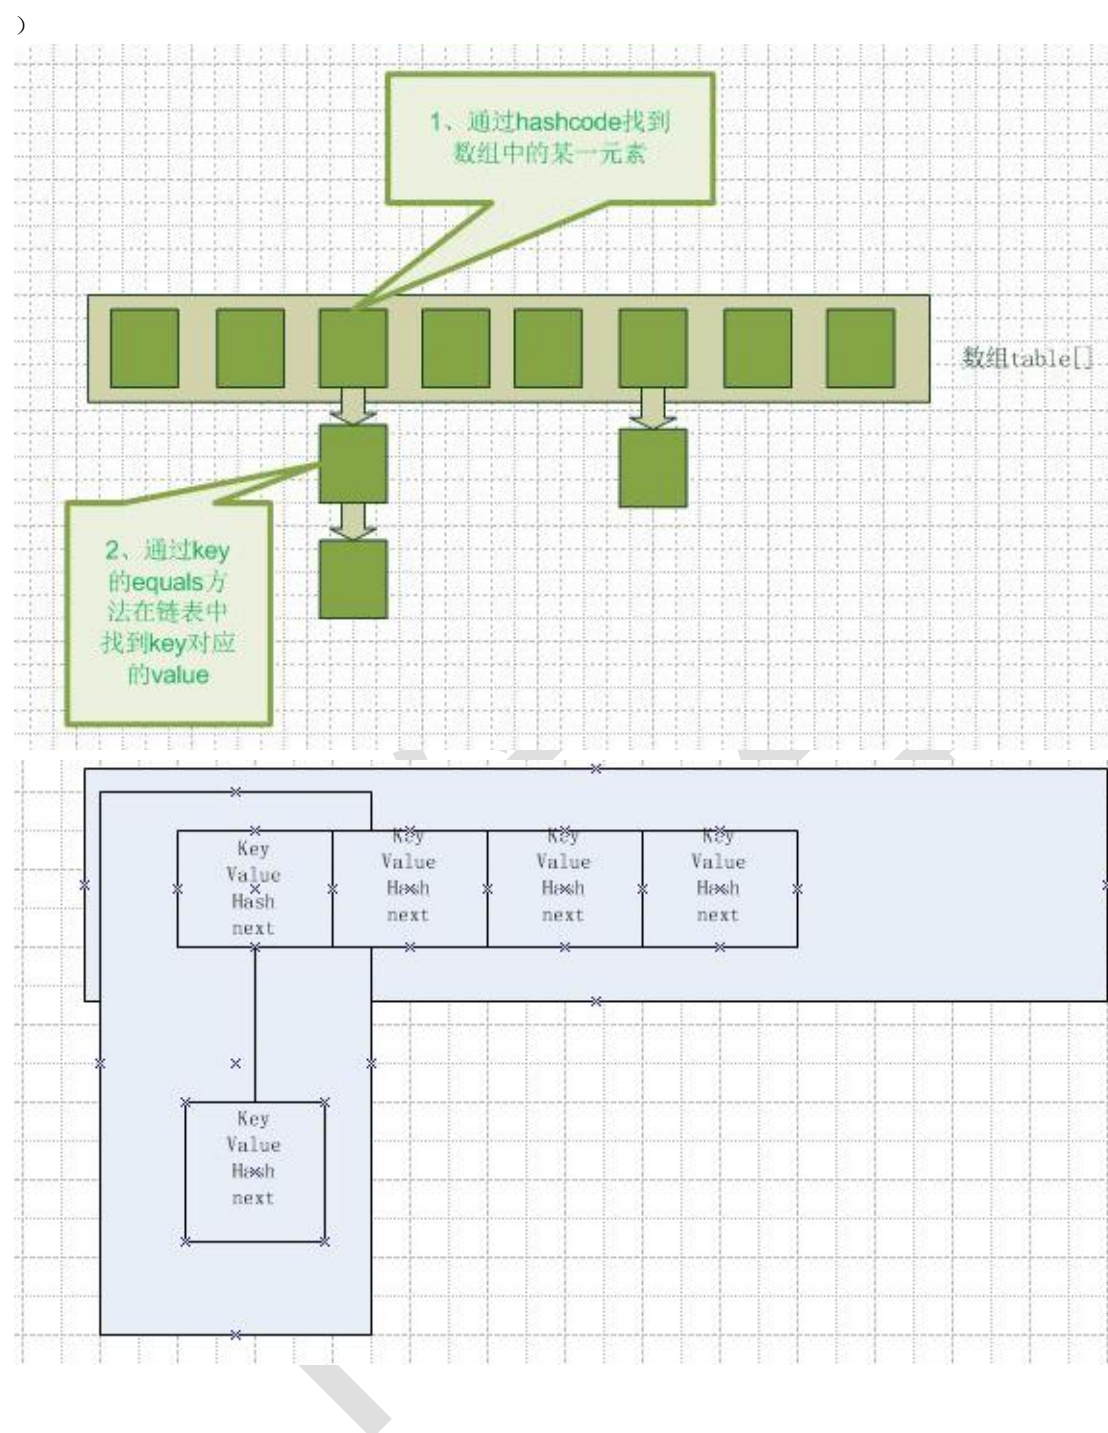 ）
1、通过hashcode找到
数组中的某一元素
数组table[]
2、通过key
的equals方
法在链表中
找到key对应
的value
Key
Value
Hash
next
Key
Value
Hash
next
Key
Value
Hash
next
Key
Value
Hash
next
Key
Value
Hash
next